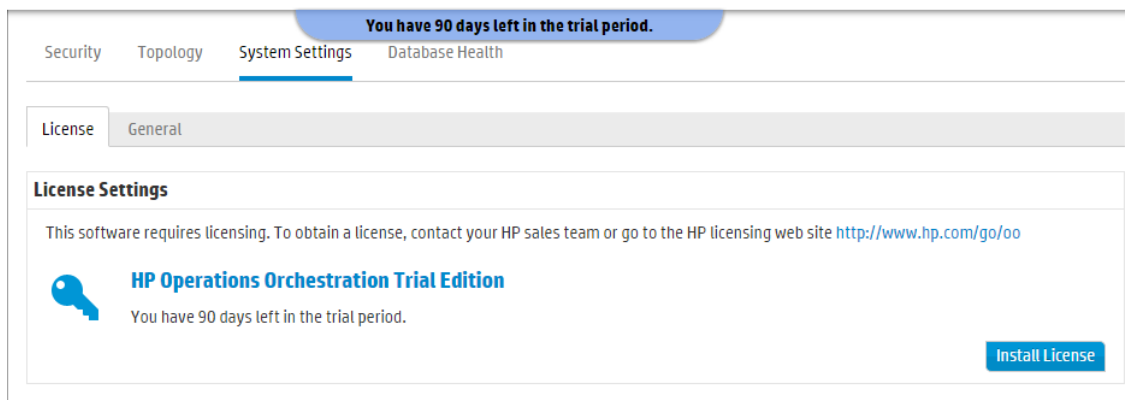 You have 90 days left in the trial period.
Security Topology System Settings Database Health
License General
License Settings
This software requires licensing. To obtain a license, contact your HP sales team or go to the HP licensing web site http://www.hp.com/go/oo
HP Operations Orchestration Trial Edition
You have 90 days left in the trial period.
Install License